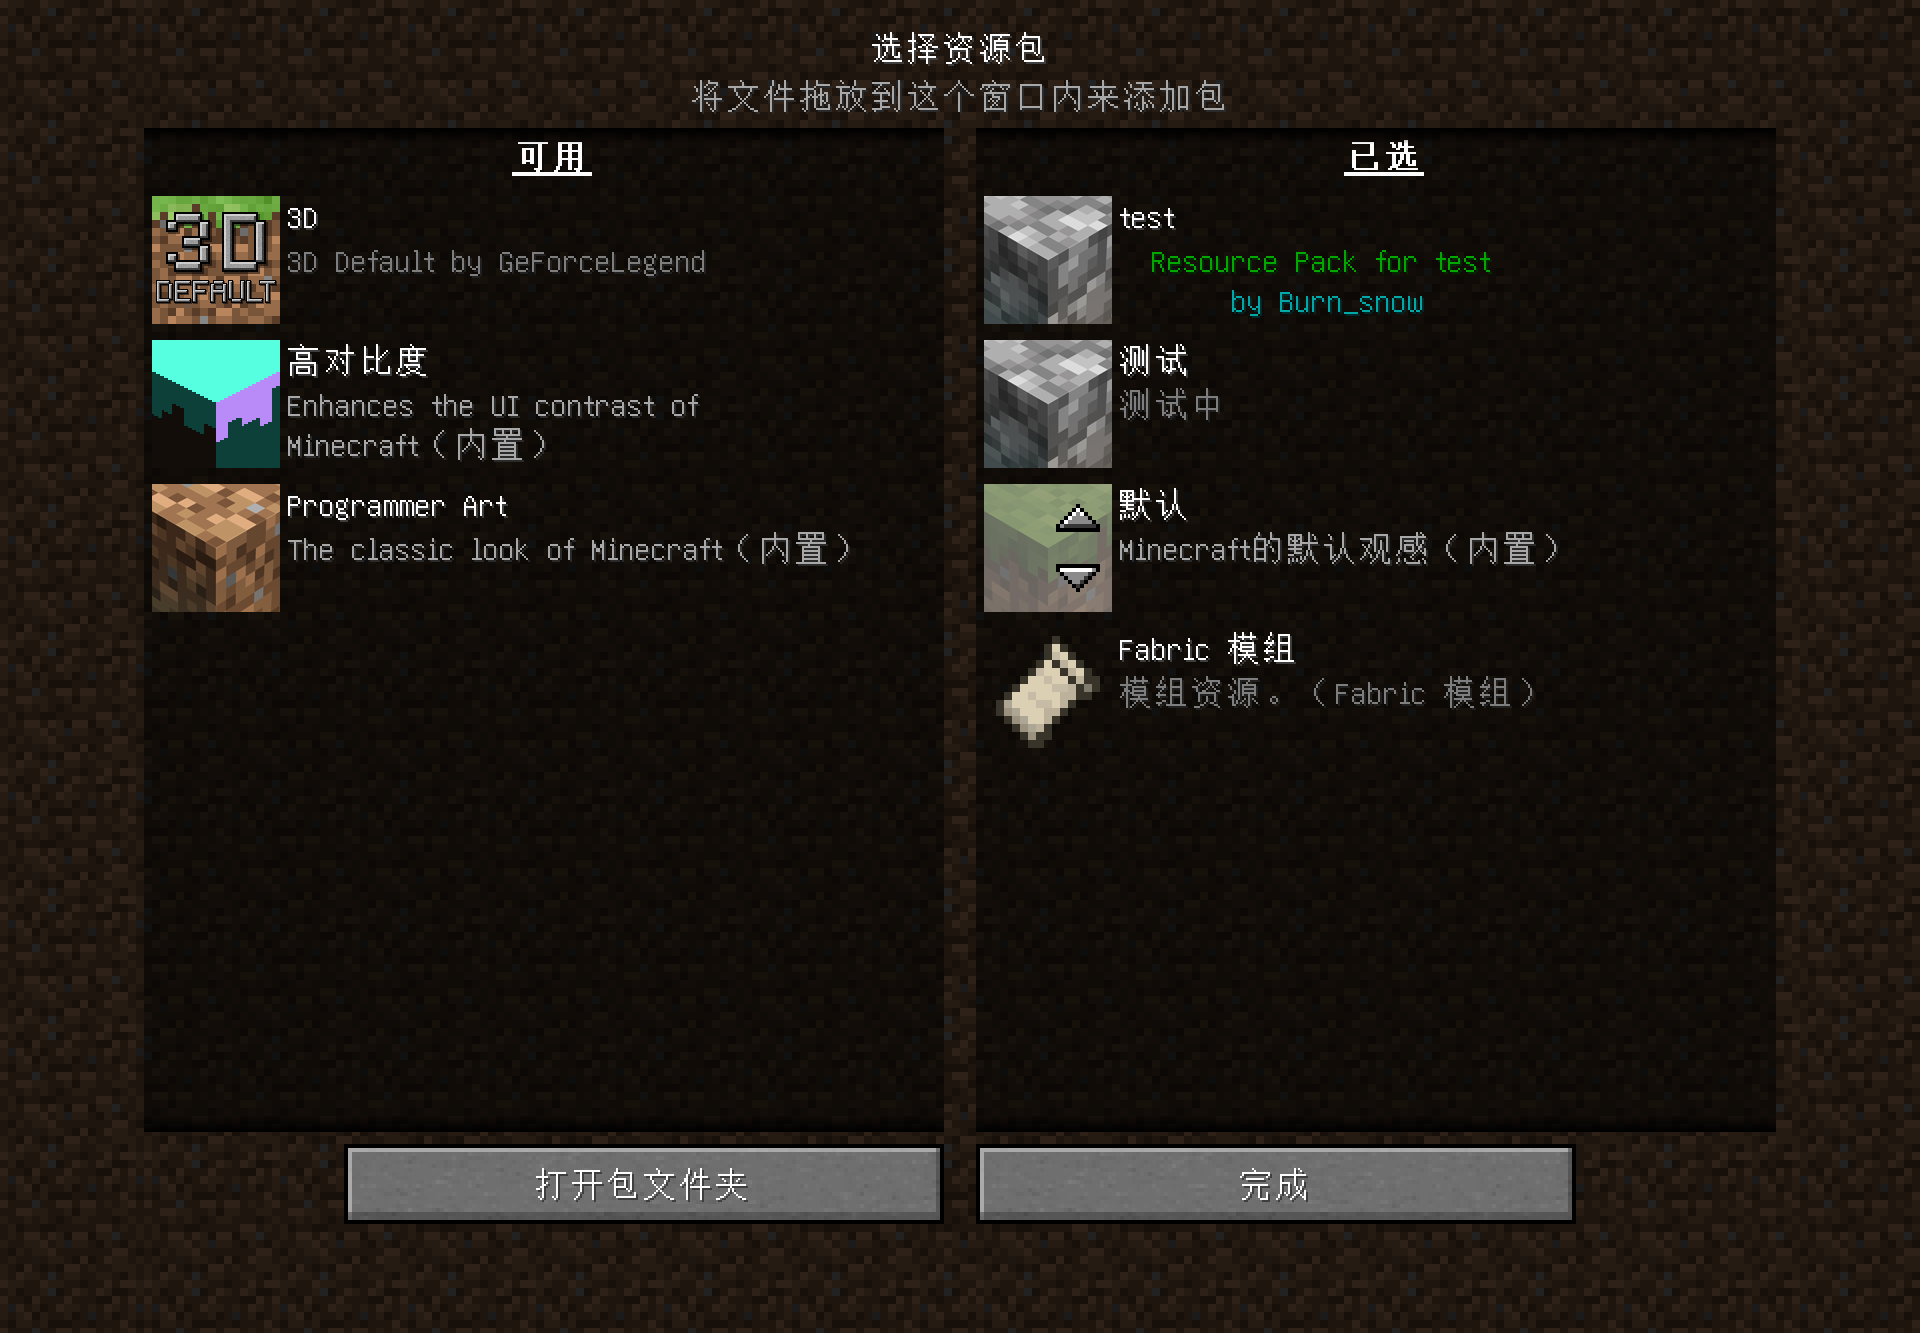 选择资源包
将文件拖放到这个窗口内来添加包
可用
3D DEFAULT
3D
3D Default by GeForceLegend
高对比度
Enhances the UI contrast of
Minecraft（内置）
Programmer Art
The classic look of Minecraft（内置）
已选
test
Resource Pack for test
by Burn_snow
测试
测试中
默认
Minecraft的默认观感（内置）
Fabric 模组
模组资源。（Fabric 模组）
打开包文件夹
完成